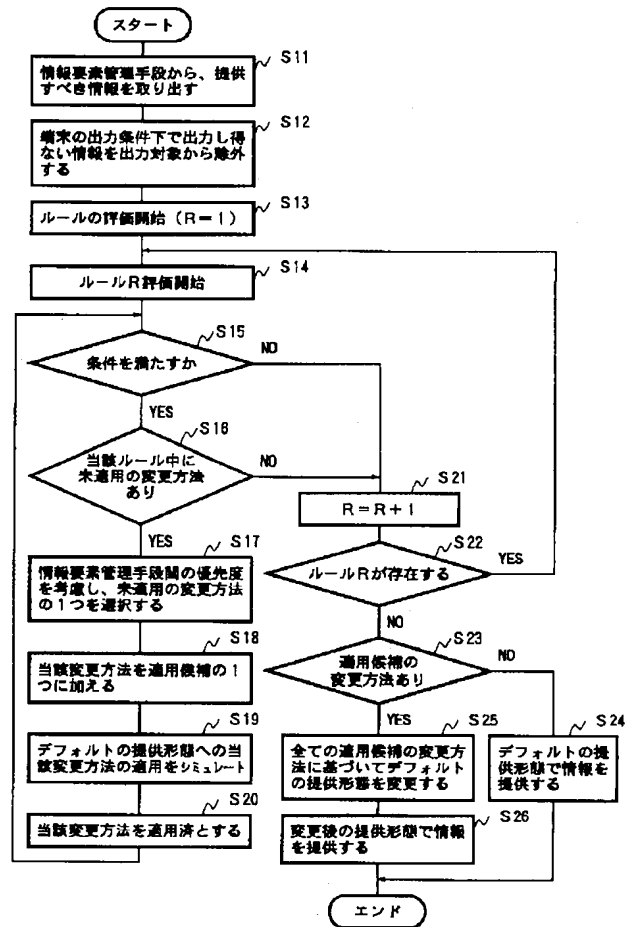 スタート
S11
情報要素管理手段から、提供
すべき情報を取り出す
S12
端末の出力条件下で出力し得
ない情報を出力対象から除外
する
S13
ルールの評価開始（R＝1）
S14
ルールR評価開始
S15
条件を満たすか
NO
YES
S16
当該ルール中に
未適用の変更方法
あり
NO
YES
S17
情報要素管理手段間の優先度
を考慮し、未適用の変更方法
の1つを選択する
S18
当該変更方法を適用候補の1
つに加える
S19
デフォルトの提供形態への当
該変更方法の適用をシミュレート
S20
当該変更方法を適用済とする
S21
R＝R＋1
S22
ルールRが存在する
YES
NO
S23
適用候補の
変更方法あり
NO
YES
S25
全ての適用候補の変更方
法に基づいてデフォルト
の提供形態を変更する
S24
デフォルトの提
供形態で情報を
提供する
S26
変更後の提供形態で情報
を提供する
エンド